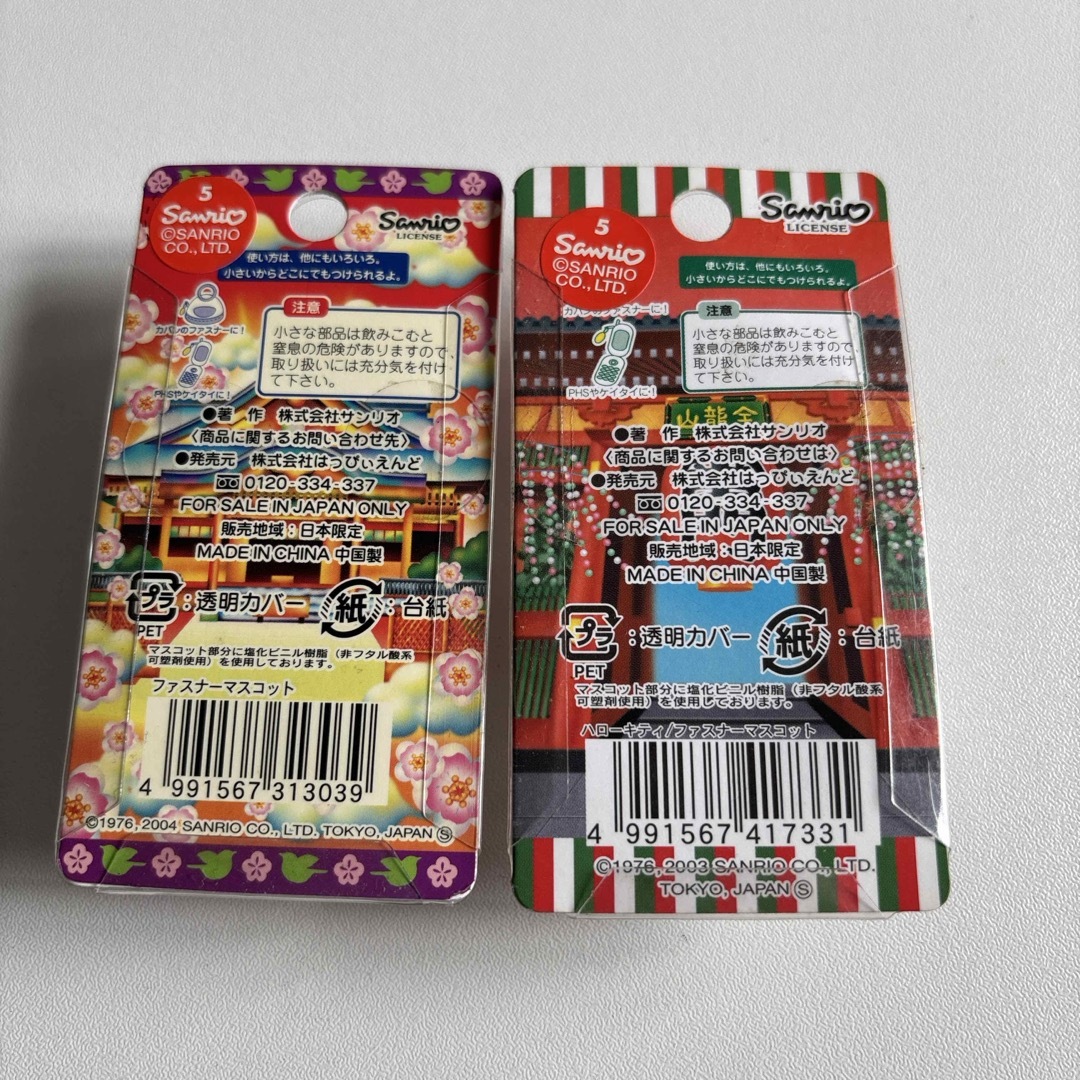 5
Sanrio
©SANRIO
CO., LTD.
Sanrio
LICENSE
使い方は、他にもいろいろ。
小さいからどこにでもつけられるよ。
カバンのファスナーに!
PHSやケイタイに!
注意
小さな部品は飲みこむと
窒息の危険がありますので、
取り扱いには充分気を付け
て下さい。
●著 作 株式会社サンリオ
〈商品に関するお問い合わせ先〉
●発売元 株式会社はっぴぃえんど
0120-334-337
FOR SALE IN JAPAN ONLY
販売地域:日本限定
MADE IN CHINA 中国製
プラ:透明カバー 紙:台紙
PET
マスコット部分に塩化ビニル樹脂(非フタル酸系
可塑剤使用)を使用しております。
ファスナーマスコット
4 991567 313039
©1976, 2004 SANRIO CO., LTD. TOKYO, JAPAN Ⓢ
5
Sanrio
©SANRIO
CO., LTD.
Sanrio
LICENSE
使い方は、他にもいろいろ。
小さいからどこにでもつけられるよ。
カバンのファスナーに!
PHSやケイタイに!
注意
小さな部品は飲みこむと
窒息の危険がありますので、
取り扱いには充分気を付け
て下さい。
山龍金
●著 作 株式会社サンリオ
〈商品に関するお問い合わせは〉
●発売元 株式会社はっぴぃえんど
0120-334-337
FOR SALE IN JAPAN ONLY
販売地域:日本限定
MADE IN CHINA 中国製
プラ:透明カバー 紙:台紙
PET
マスコット部分に塩化ビニル樹脂(非フタル酸系
可塑剤使用)を使用しております。
ハローキティ/ファスナーマスコット
4 991567 417331
©1976, 2003 SANRIO CO., LTD.
TOKYO, JAPAN Ⓢ